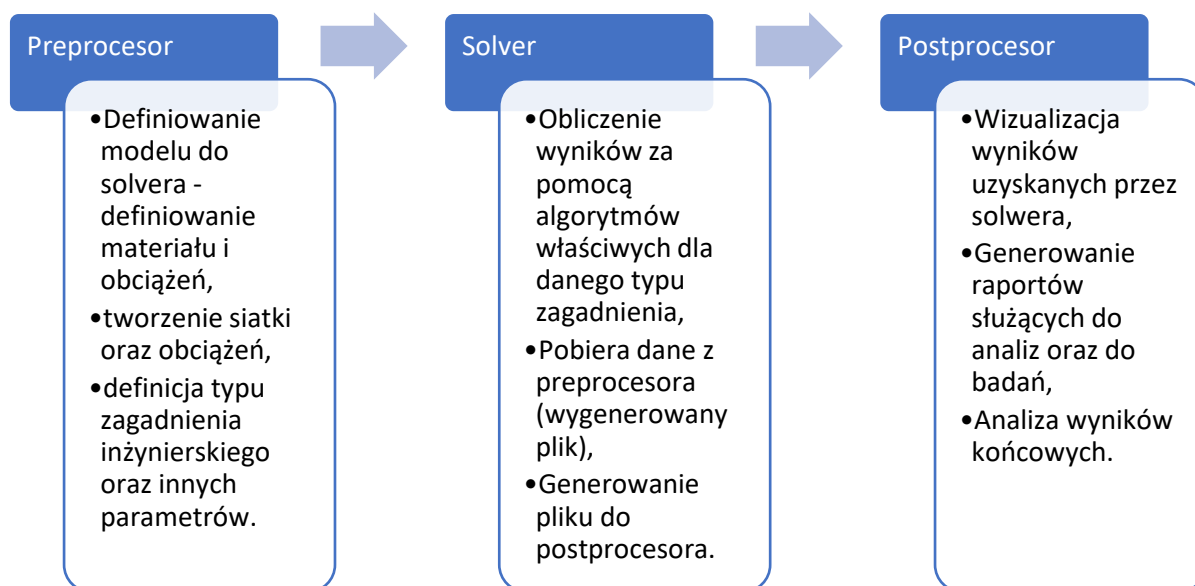 Preprocesor
•Definiowanie
modelu do
solvera -
definiowanie
materiału i
obciążeń,
•tworzenie siatki
oraz obciążeń,
•definicja typu
zagadnienia
inżynierskiego
oraz innych
parametrów.
Solver
•Obliczenie
wyników za
pomocą
algorytmów
właściwych dla
danego typu
zagadnienia,
•Pobiera dane z
preprocesora
(wygenerowany
plik),
•Generowanie
pliku do
postprocesora.
Postprocesor
•Wizualizacja
wyników
uzyskanych przez
solwera,
•Generowanie
raportów
służących do
analiz oraz do
badań,
•Analiza wyników
końcowych.